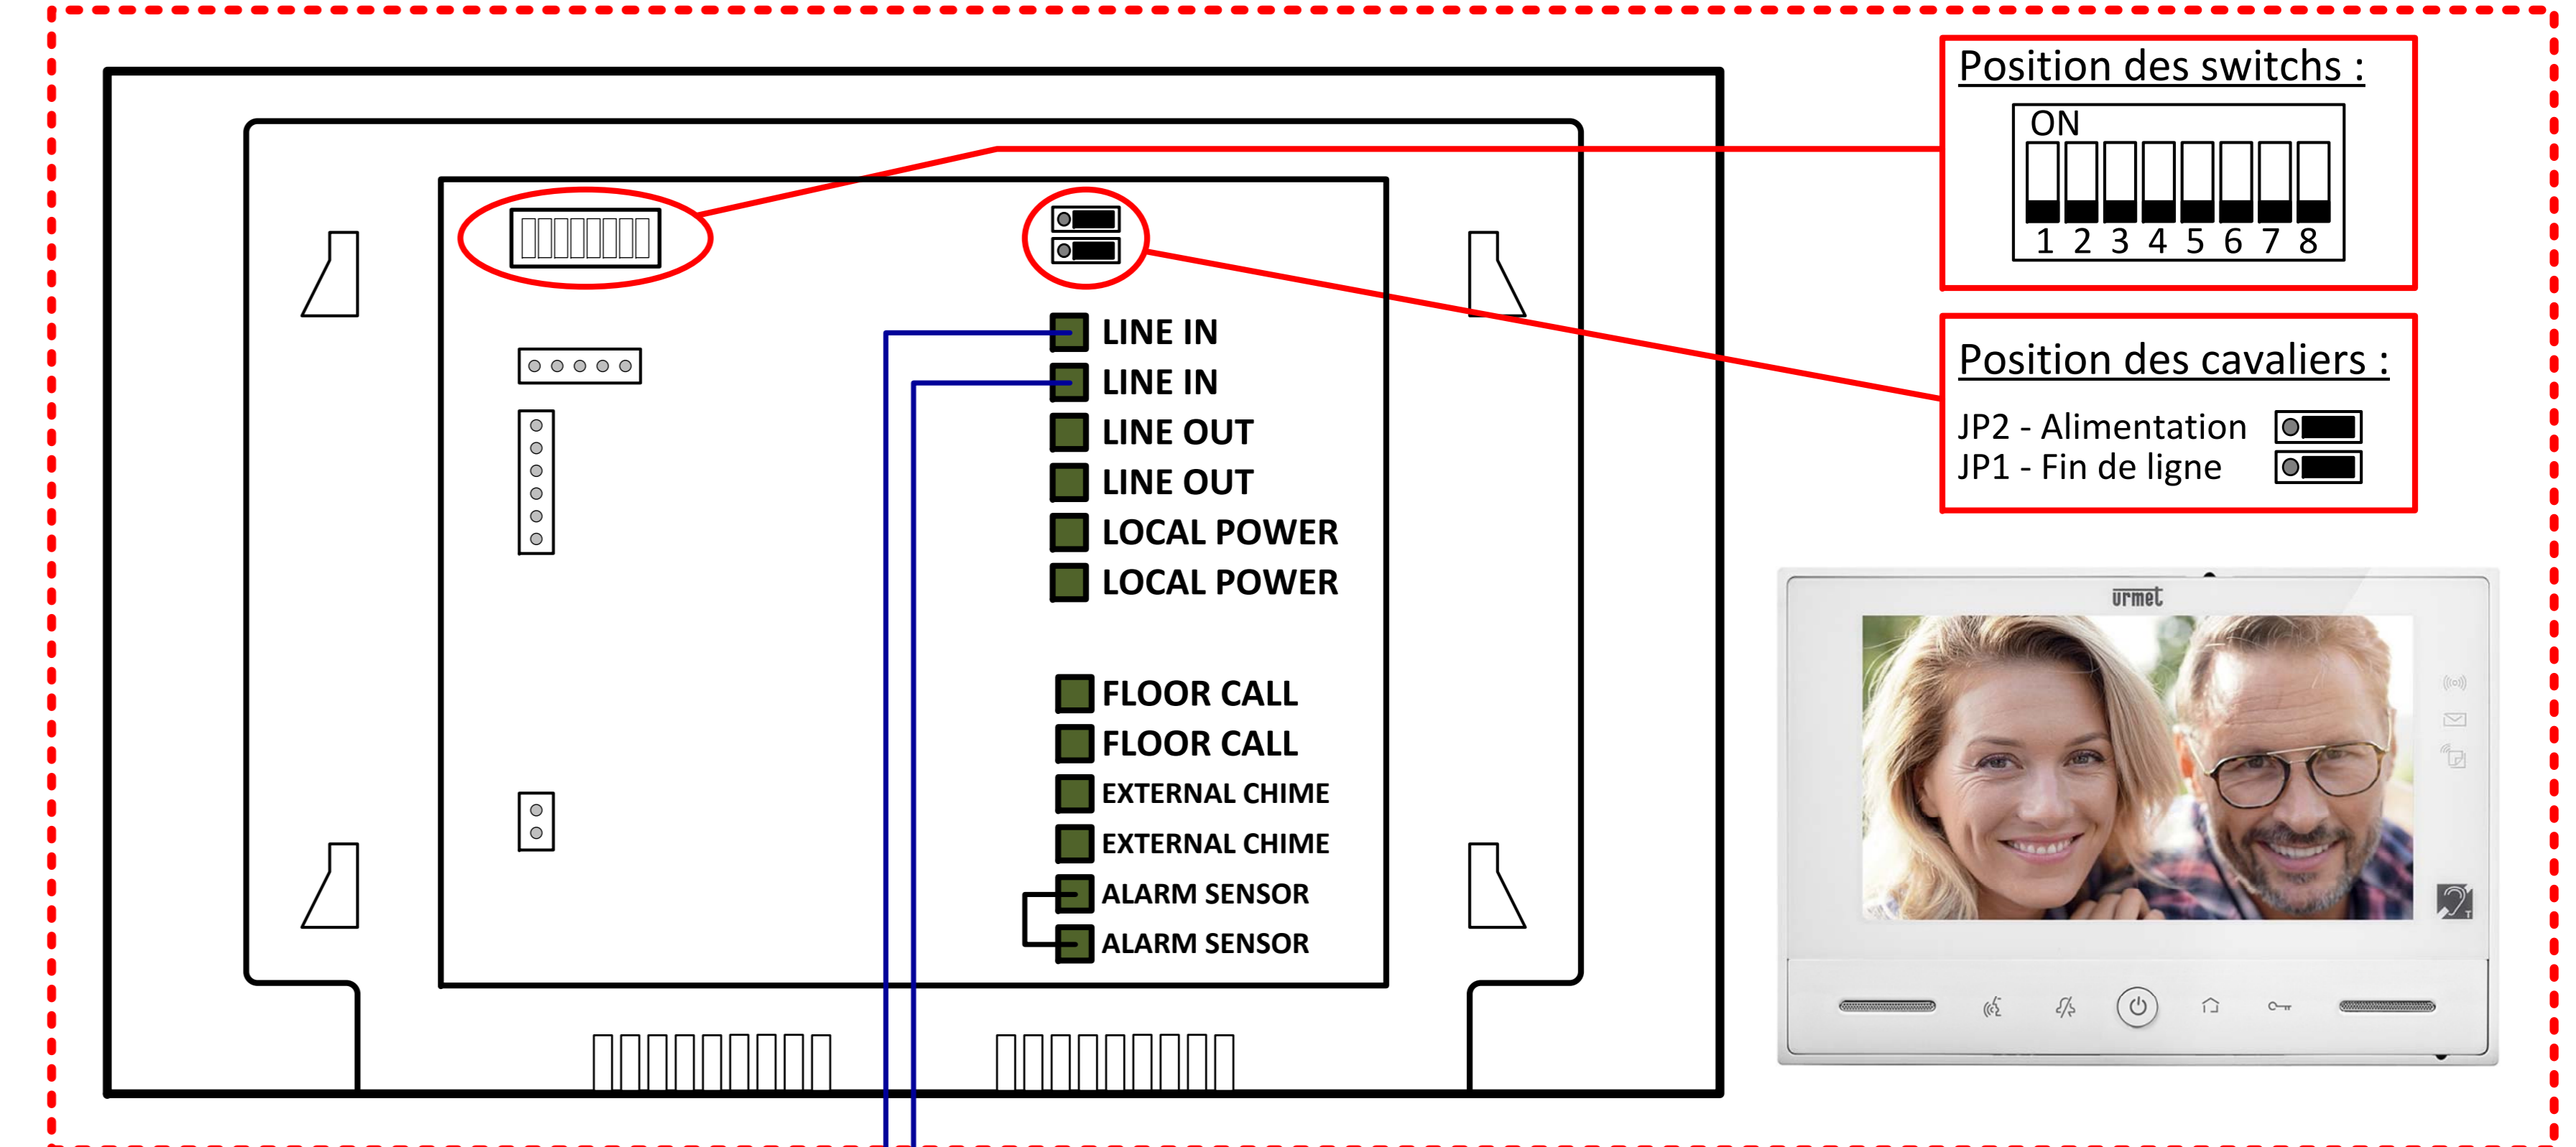 Position des switchs :
ON
1 2 3 4 5 6 7 8
LINE IN
LINE IN
LINE OUT
LINE OUT
LOCAL POWER
LOCAL POWER
Position des cavaliers :
JP2 - Alimentation
JP1 - Fin de ligne
urmet
FLOOR CALL
FLOOR CALL
EXTERNAL CHIME
EXTERNAL CHIME
ALARM SENSOR
ALARM SENSOR
T